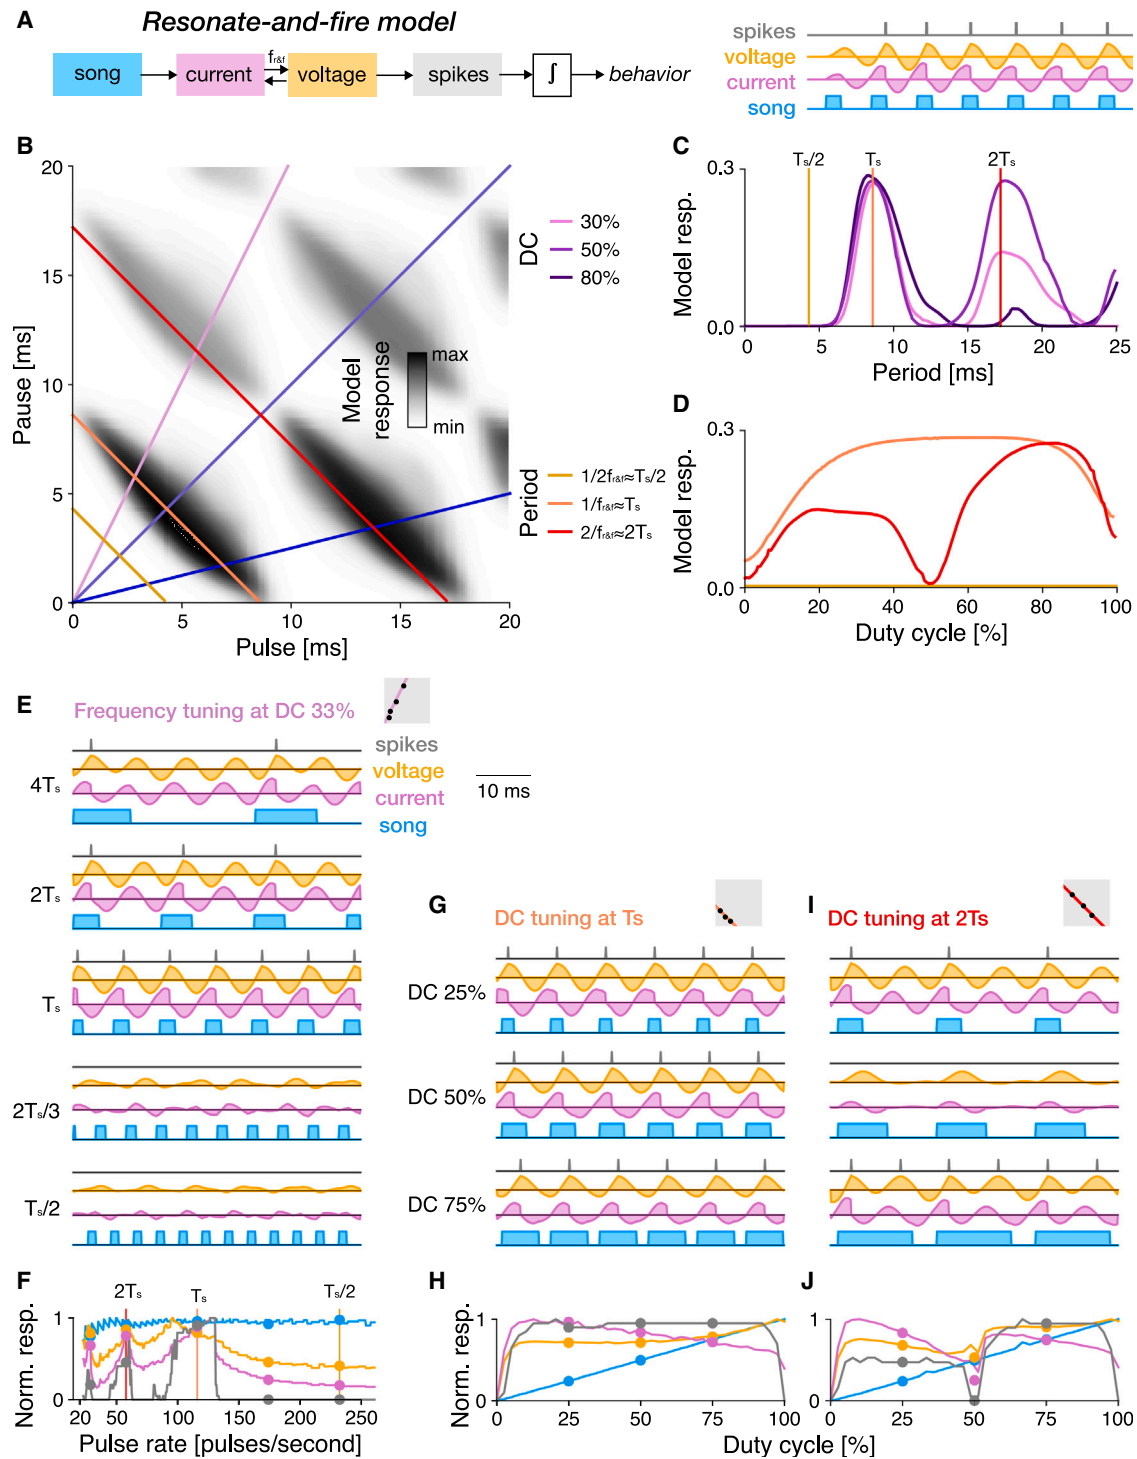 A
Resonate-and-fire model
song
current
fr&f
voltage
spikes
∫
behavior
spikes
voltage
current
song
B
20
15
10
5
0
Pause [ms]
0 5 10 15 20
Pulse [ms]
Model response
max
min
DC
30%
50%
80%
Period
1/2fr&f≈Ts/2
1/fr&f≈Ts
2/fr&f≈2Ts
C
Ts/2
Ts
2Ts
0.3
0.0
Model resp.
0 5 10 15 20 25
Period [ms]
D
0.3
0.0
Model resp.
0 20 40 60 80 100
Duty cycle [%]
E
Frequency tuning at DC 33%
spikes
voltage
current
song
10 ms
4Ts
2Ts
Ts
2Ts/3
Ts/2
F
2Ts
Ts
Ts/2
1
0
Norm. resp.
20 50 100 150 200 250
Pulse rate [pulses/second]
G
DC tuning at Ts
DC 25%
DC 50%
DC 75%
H
1
0
Norm. resp.
0 25 50 75 100
I
DC tuning at 2Ts
J
1
0
0 25 50 75 100
Duty cycle [%]